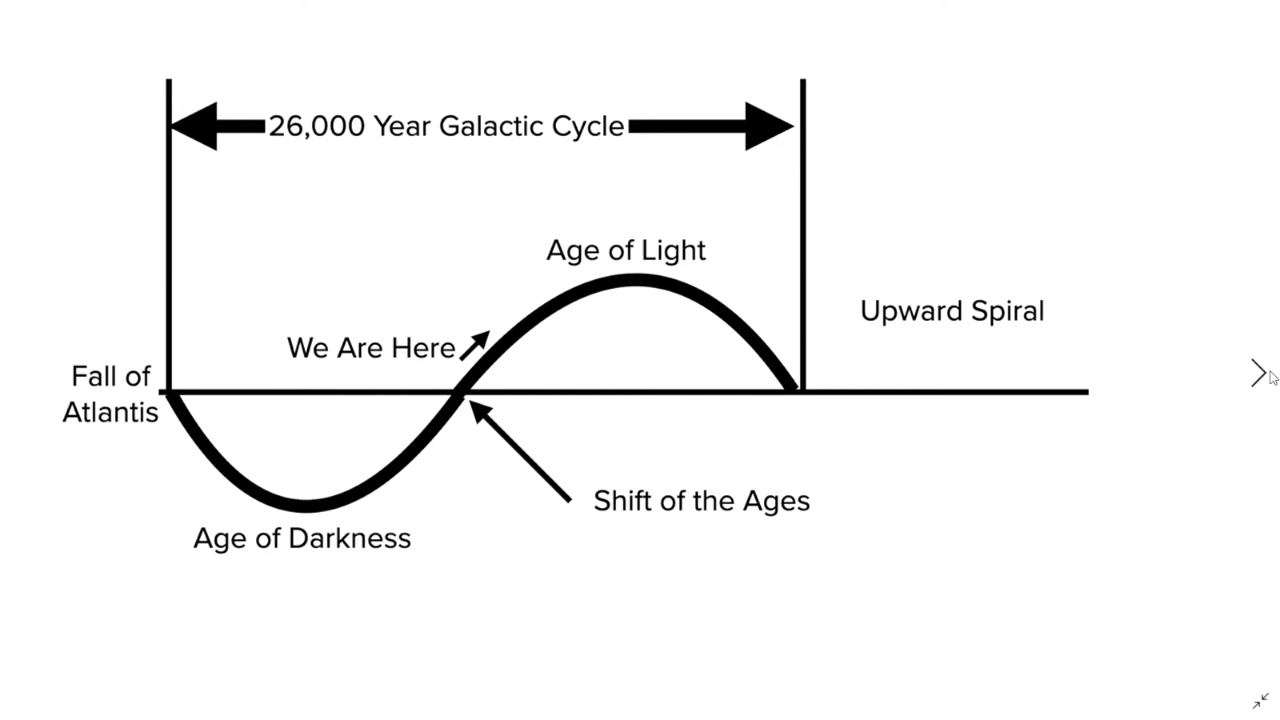 26,000 Year Galactic Cycle
Age of Light
Upward Spiral
We Are Here
Fall of
Atlantis
Shift of the Ages
Age of Darkness